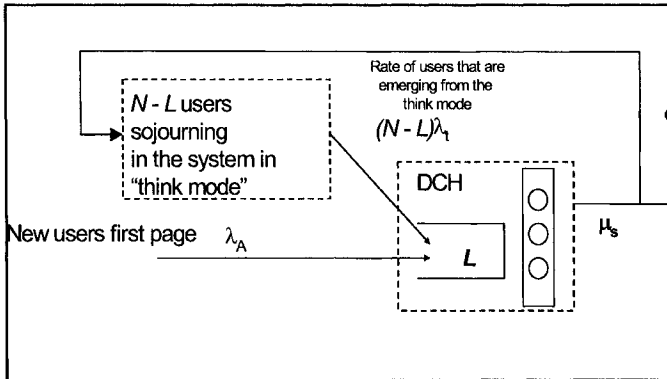 Rate of users that are
emerging from the
think mode
(N - L)λt
N - L users
sojourning
in the system in
“think mode”
DCH
New users first page λA
L
μs